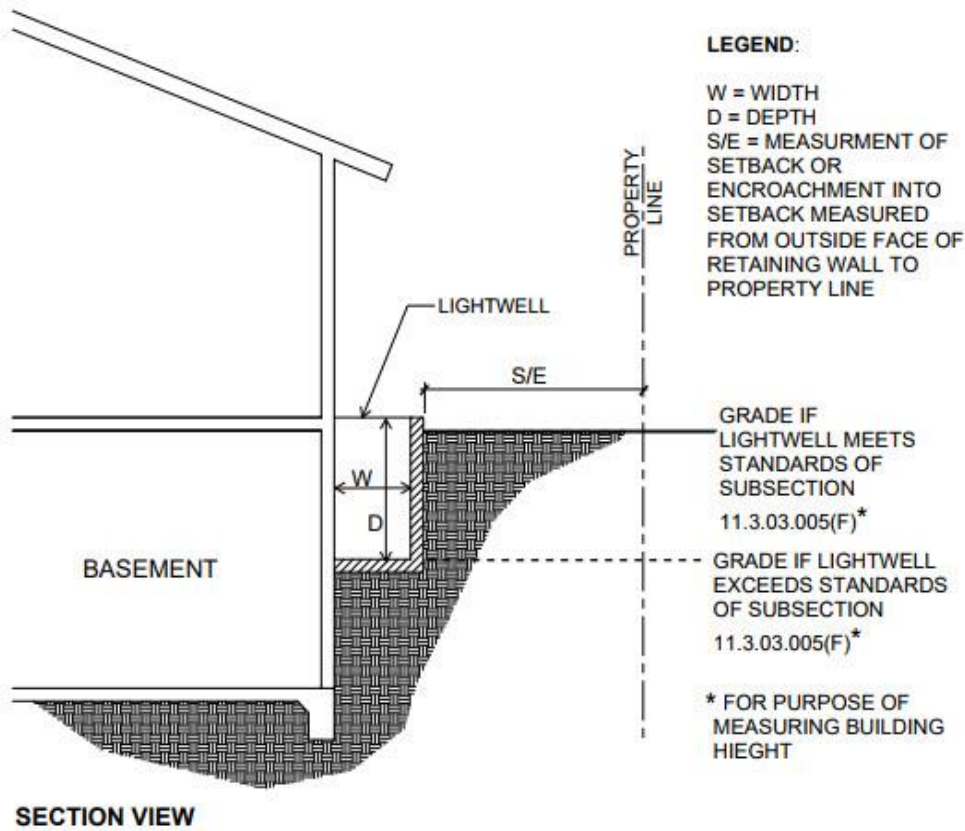 LEGEND:
W = WIDTH
D = DEPTH
S/E = MEASURMENT OF
SETBACK OR
ENCROACHMENT INTO
SETBACK MEASURED
FROM OUTSIDE FACE OF
RETAINING WALL TO
PROPERTY LINE
PROPERTY
LINE
LIGHTWELL
S/E
W
D
BASEMENT
GRADE IF
LIGHTWELL MEETS
STANDARDS OF
SUBSECTION
11.3.03.005(F)*
GRADE IF LIGHTWELL
EXCEEDS STANDARDS
OF SUBSECTION
11.3.03.005(F)*
* FOR PURPOSE OF
MEASURING BUILDING
HIEGHT
SECTION VIEW